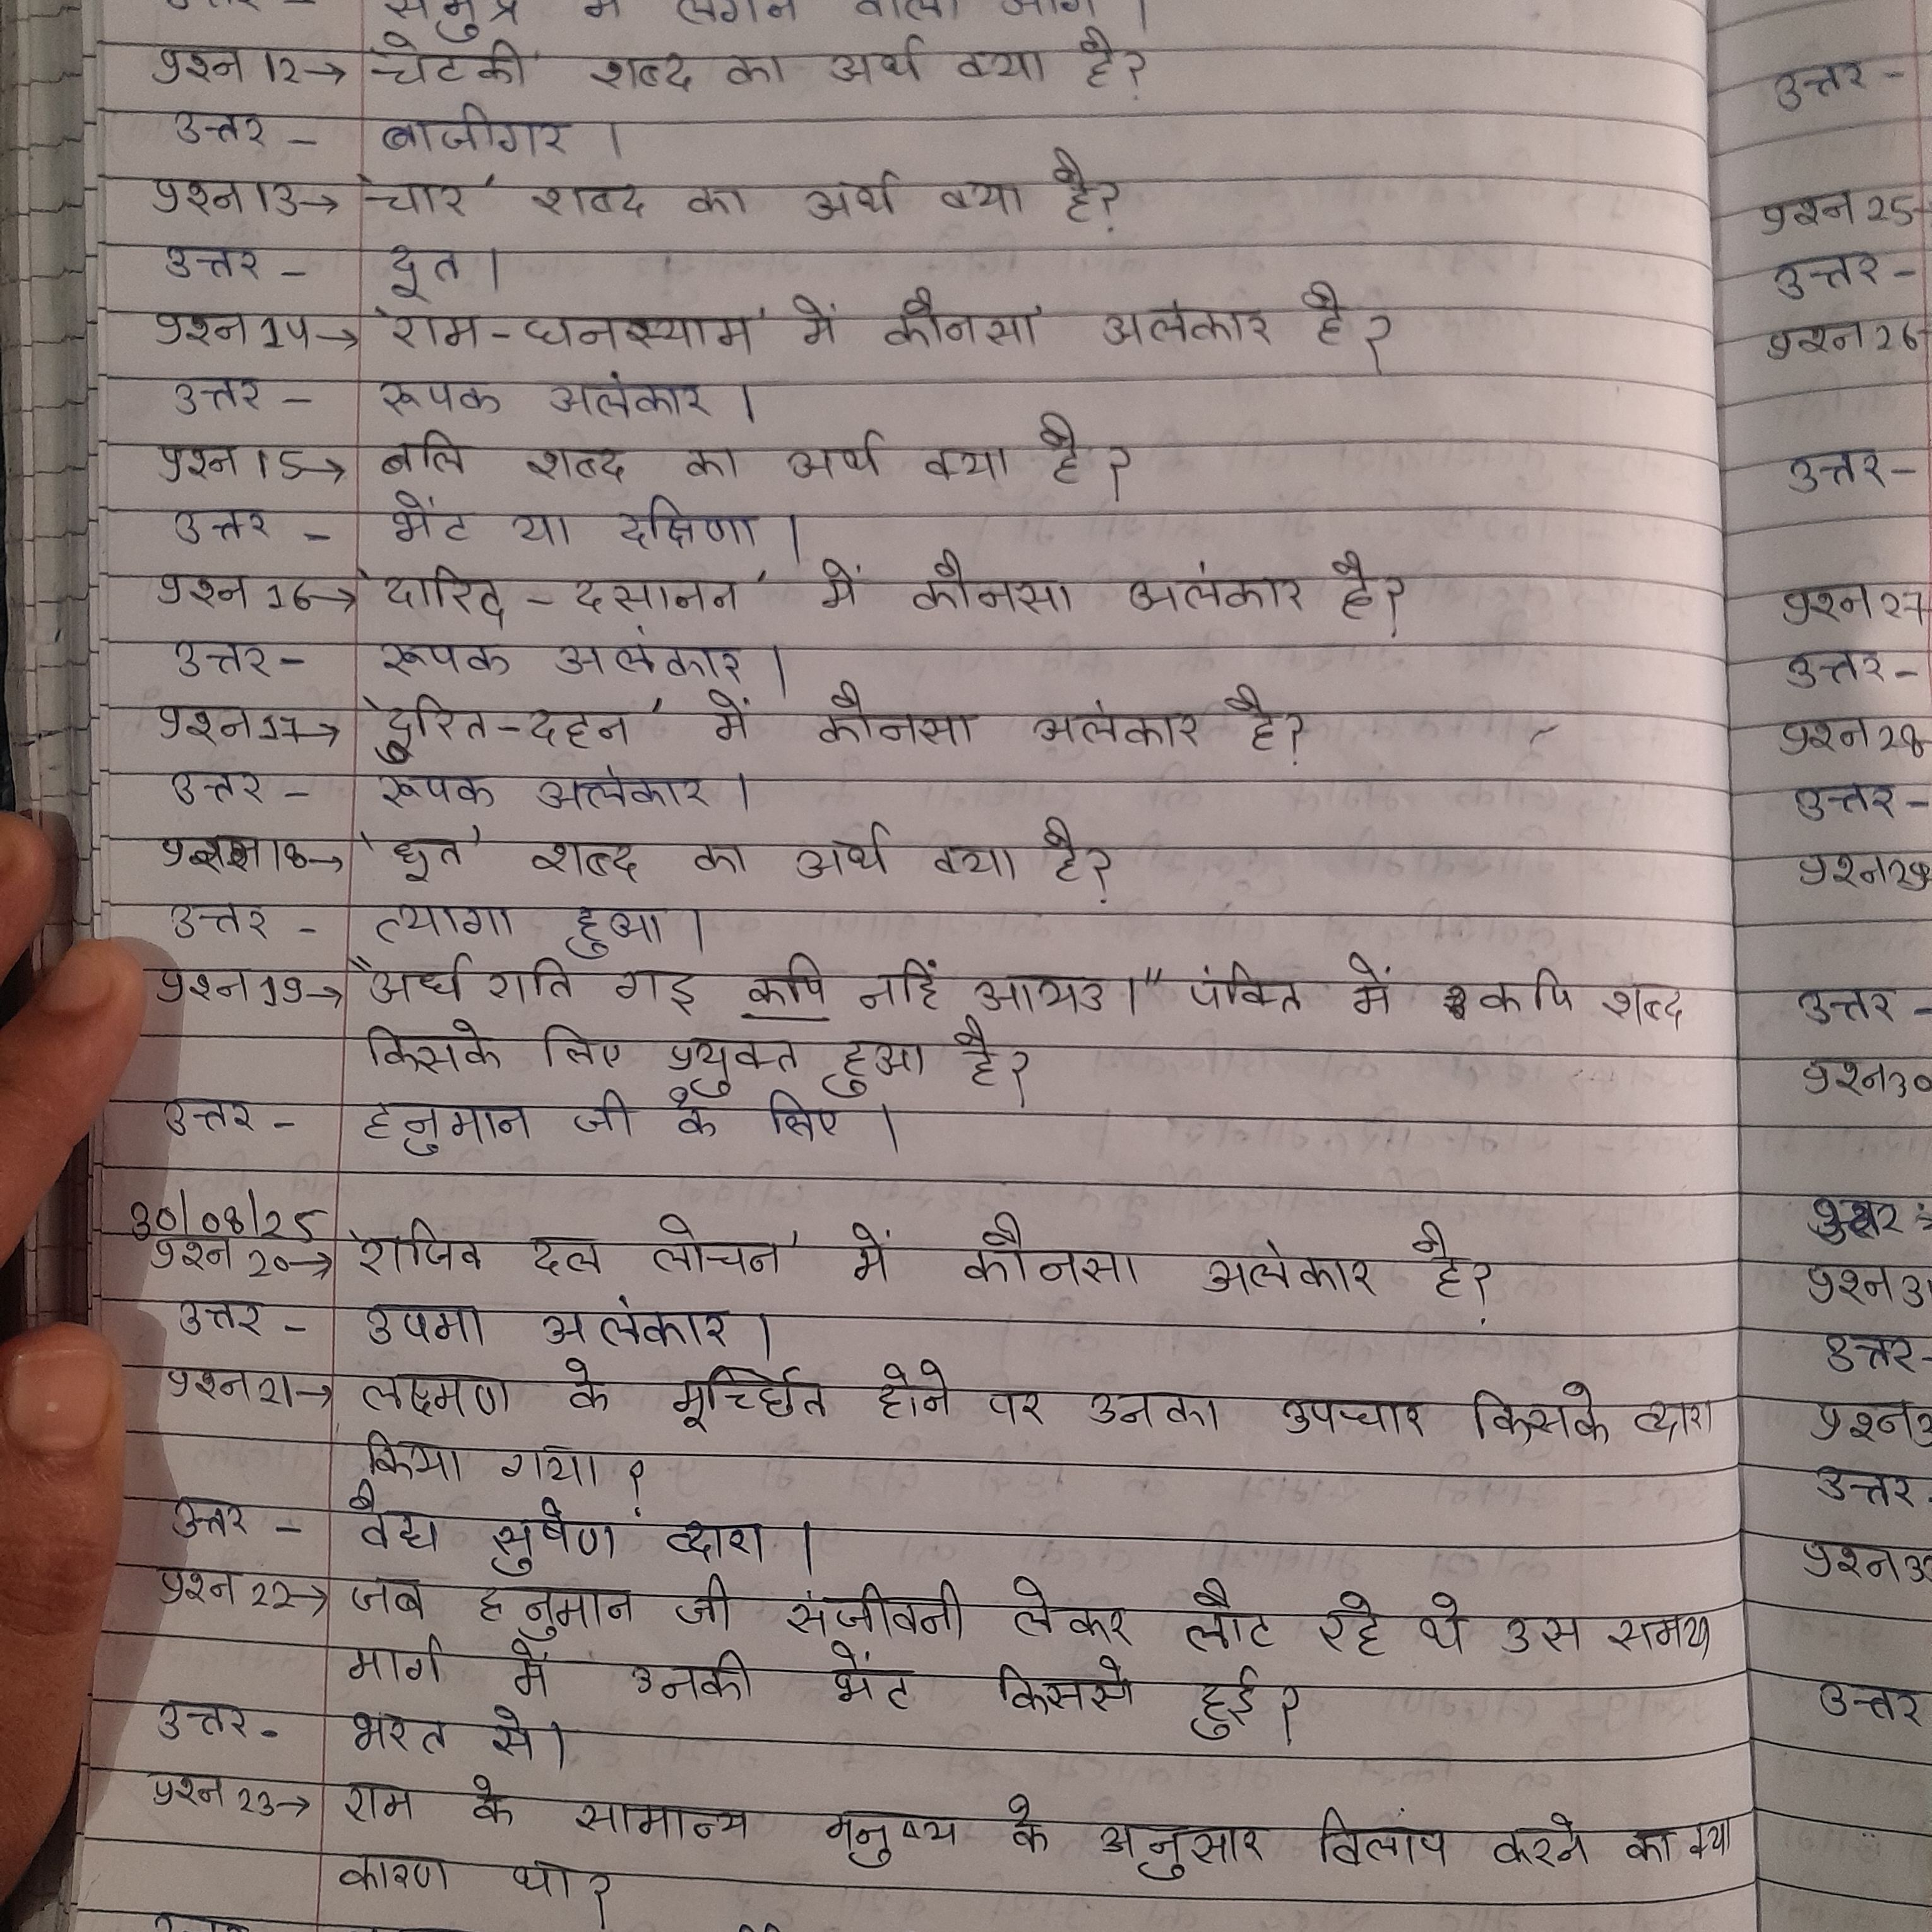 उत्तर - समुद्र में लगने वाली आग।
प्रश्न 12→ 'चेटकी' शब्द का अर्थ क्या है?
उत्तर - बाजीगर।
प्रश्न 13→ 'चार' शब्द का अर्थ क्या है?
उत्तर - दूत।
प्रश्न 14→ 'राम-घनश्याम' में कौनसा अलंकार है?
उत्तर - रूपक अलंकार।
प्रश्न 15→ बलि शब्द का अर्थ क्या है?
उत्तर - भेंट या दक्षिणा।
प्रश्न 16→ 'दारिद-दसानन' में कौनसा अलंकार है?
उत्तर - रूपक अलंकार।
प्रश्न 17→ 'दुरित-दहन' में कौनसा अलंकार है?
उत्तर - रूपक अलंकार।
18→ 'धूत' शब्द का अर्थ क्या है?
उत्तर - त्यागा हुआ।
प्रश्न 19→ "अर्ध राति गइ कपि नहिं आयउ।" पंक्ति में कपि शब्द
किसके लिए प्रयुक्त हुआ है?
उत्तर - हनुमान जी के लिए।
30/08/25
प्रश्न 20→ 'राजिव दल लोचन' में कौनसा अलंकार है?
उत्तर - उपमा अलंकार।
प्रश्न 21→ लक्ष्मण के मूर्च्छित होने पर उनका उपचार किसके द्वारा
किया गया?
उत्तर - वैद्य सुषेण द्वारा।
प्रश्न 22→ जब हनुमान जी संजीवनी लेकर लौट रहे थे उस समय
मार्ग में उनकी भेंट किससे हुई?
उत्तर - भरत से।
प्रश्न 23→ राम के सामान्य मनुष्य के अनुसार विलाप करने का क्या
कारण था?
उत्तर -
प्रश्न 25
उत्तर -
प्रश्न 26
उत्तर -
प्रश्न 27
उत्तर -
प्रश्न 28
उत्तर -
प्रश्न 29
उत्तर -
प्रश्न 30
प्रश्न 3
उत्तर -
प्रश्न 3
उत्तर
प्रश्न 33
उत्तर